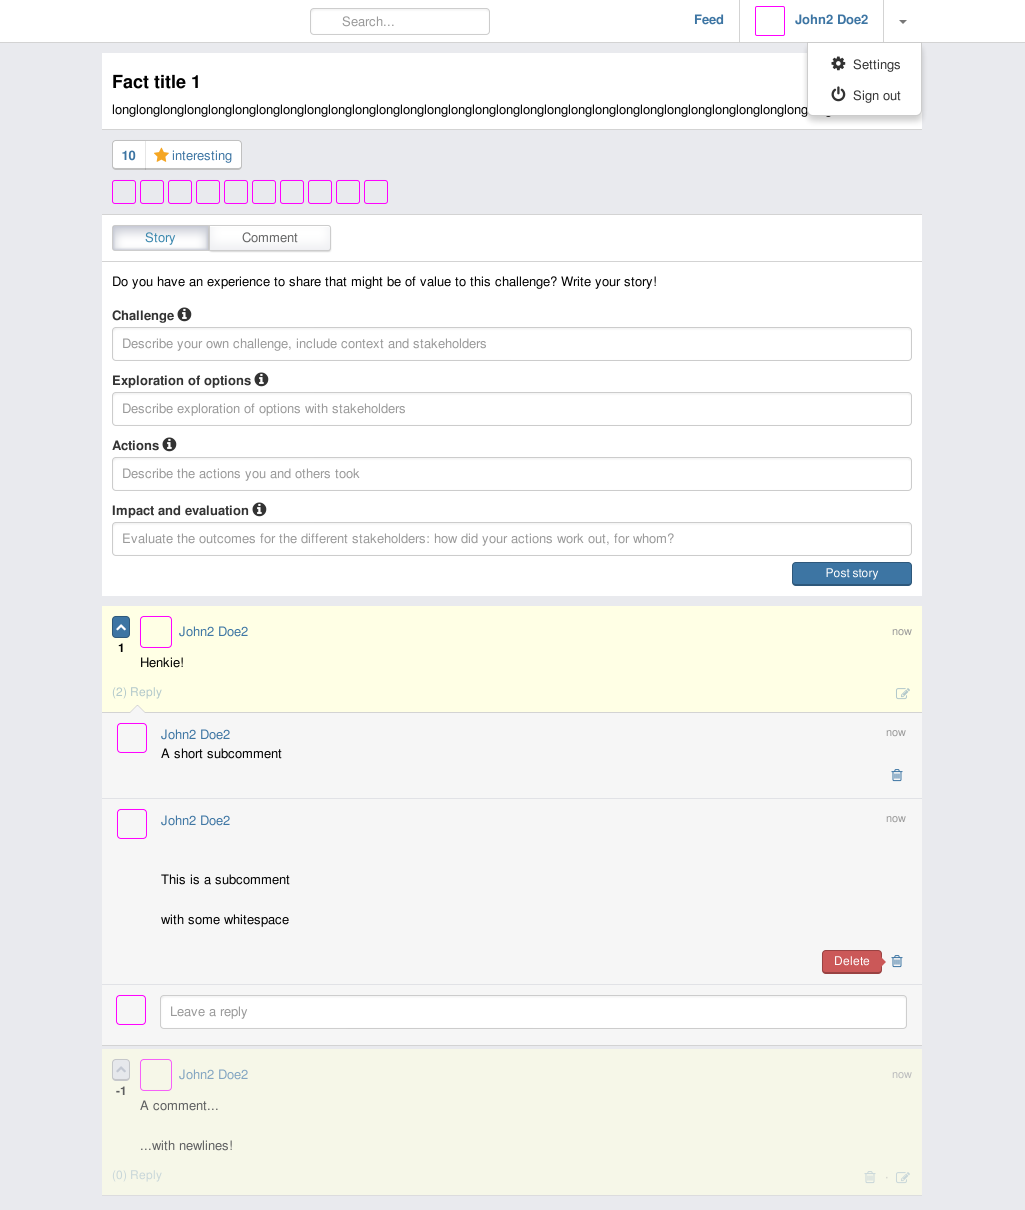 Search...
Feed
John2 Doe2
Settings
Sign out
Fact title 1
10
interesting
Story
Comment
Do you have an experience to share that might be of value to this challenge? Write your story!
Challenge
Describe your own challenge, include context and stakeholders
Exploration of options
Describe exploration of options with stakeholders
Actions
Describe the actions you and others took
Impact and evaluation
Evaluate the outcomes for the different stakeholders: how did your actions work out, for whom?
Post story
John2 Doe2
now
1
Henkie!
(2) Reply
John2 Doe2
now
A short subcomment
John2 Doe2
now
This is a subcomment
with some whitespace
Delete
Leave a reply
John2 Doe2
now
-1
A comment...
...with newlines!
(0) Reply
-